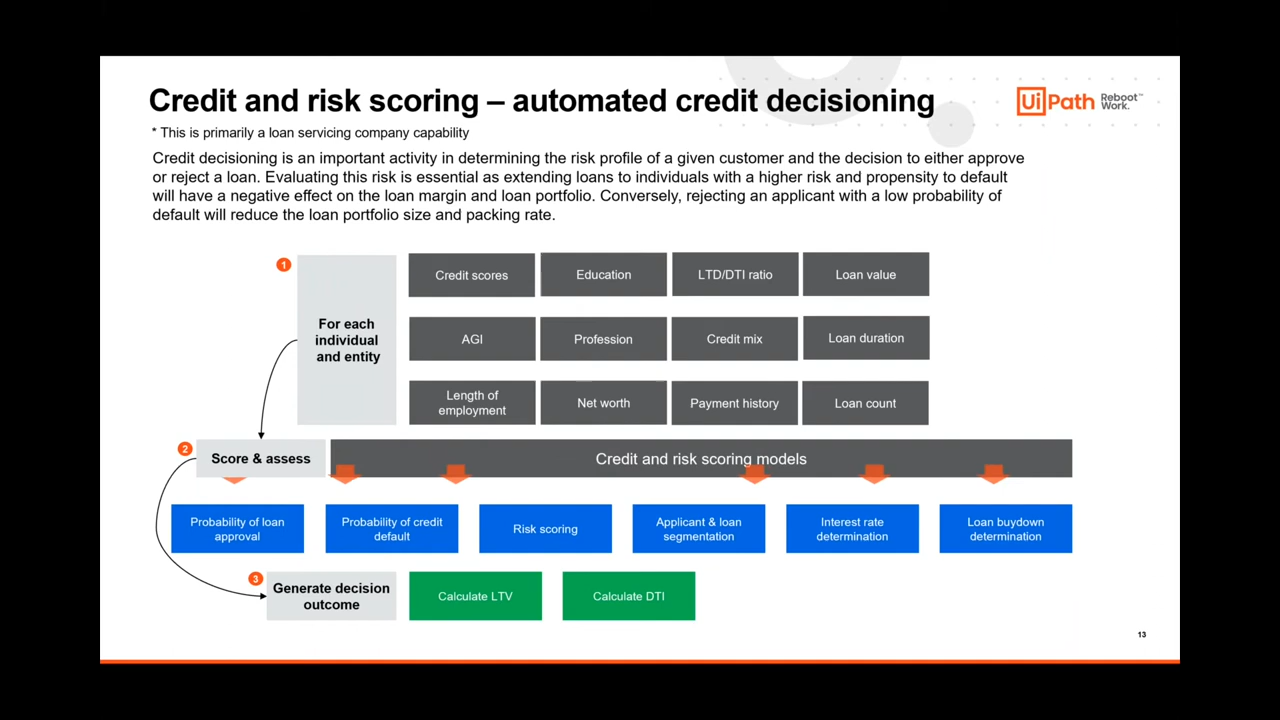 Credit and risk scoring – automated credit decisioning
UiPath Reboot Work.™
* This is primarily a loan servicing company capability
Credit decisioning is an important activity in determining the risk profile of a given customer and the decision to either approve
or reject a loan. Evaluating this risk is essential as extending loans to individuals with a higher risk and propensity to default
will have a negative effect on the loan margin and loan portfolio. Conversely, rejecting an applicant with a low probability of
default will reduce the loan portfolio size and packing rate.
1
For each
individual
and entity
Credit scores
Education
LTD/DTI ratio
Loan value
AGI
Profession
Credit mix
Loan duration
Length of
employment
Net worth
Payment history
Loan count
2
Score & assess
Credit and risk scoring models
Probability of loan
approval
Probability of credit
default
Risk scoring
Applicant & loan
segmentation
Interest rate
determination
Loan buydown
determination
3
Generate decision
outcome
Calculate LTV
Calculate DTI
13